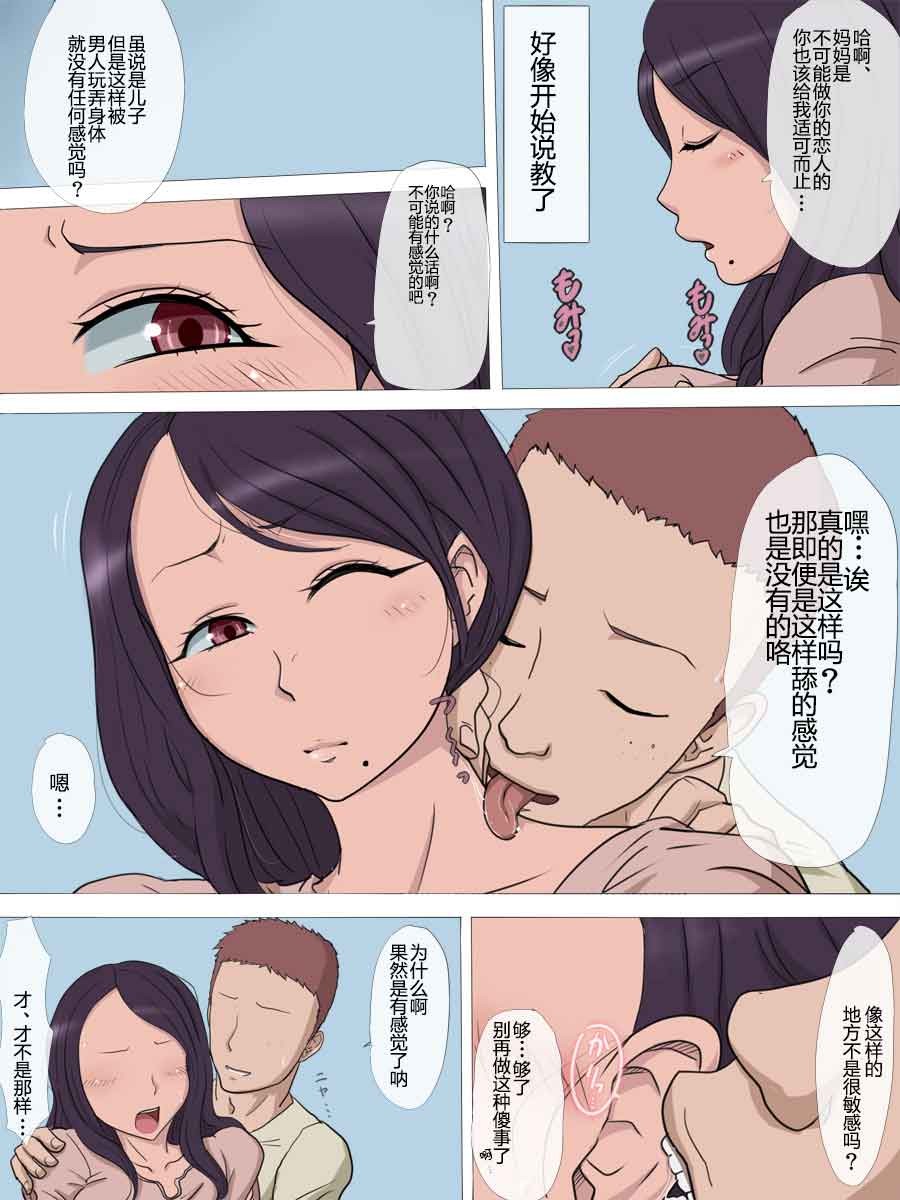 哈啊、
妈妈是
不可能做你的恋人的
你也该给我适可而止…
好像开始说教了
もみっ
もみっ
虽说是儿子
但是这样被
男人玩弄身体
就没有任何感觉吗？
哈啊？
你说的什么话啊？
不可能有感觉的吧
嘿…诶
真的是这样吗？
那即便是这样舔的感觉
也是没有的咯
嗯…
像这样的
地方不是很敏感吗？
够…够了
别再做这种傻事了
啊
为什么啊
果然是有感觉了呐
ニヤ…
才、才不是那样…